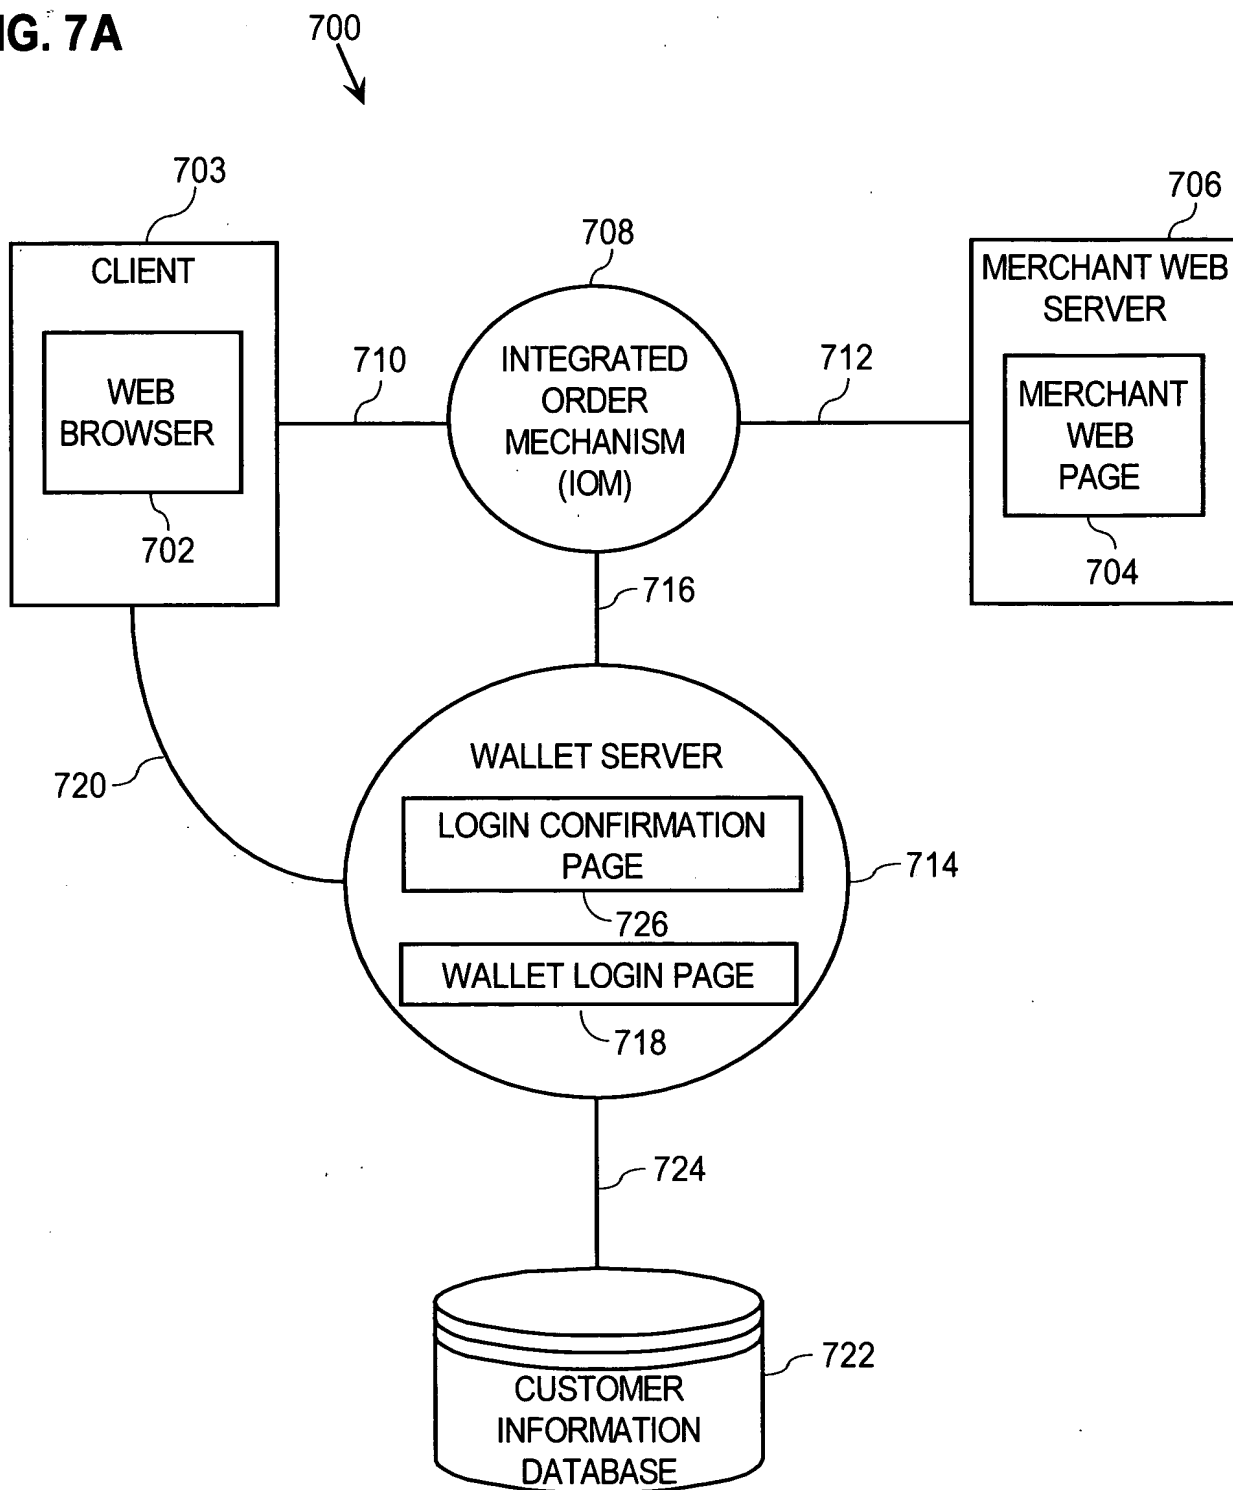 IG. 7A
700
703
706
708
CLIENT
MERCHANT WEB
SERVER
710
712
INTEGRATED
ORDER
MECHANISM
(IOM)
WEB
BROWSER
MERCHANT
WEB
PAGE
702
704
716
WALLET SERVER
720
LOGIN CONFIRMATION
PAGE
714
726
WALLET LOGIN PAGE
718
724
722
CUSTOMER
INFORMATION
DATABASE